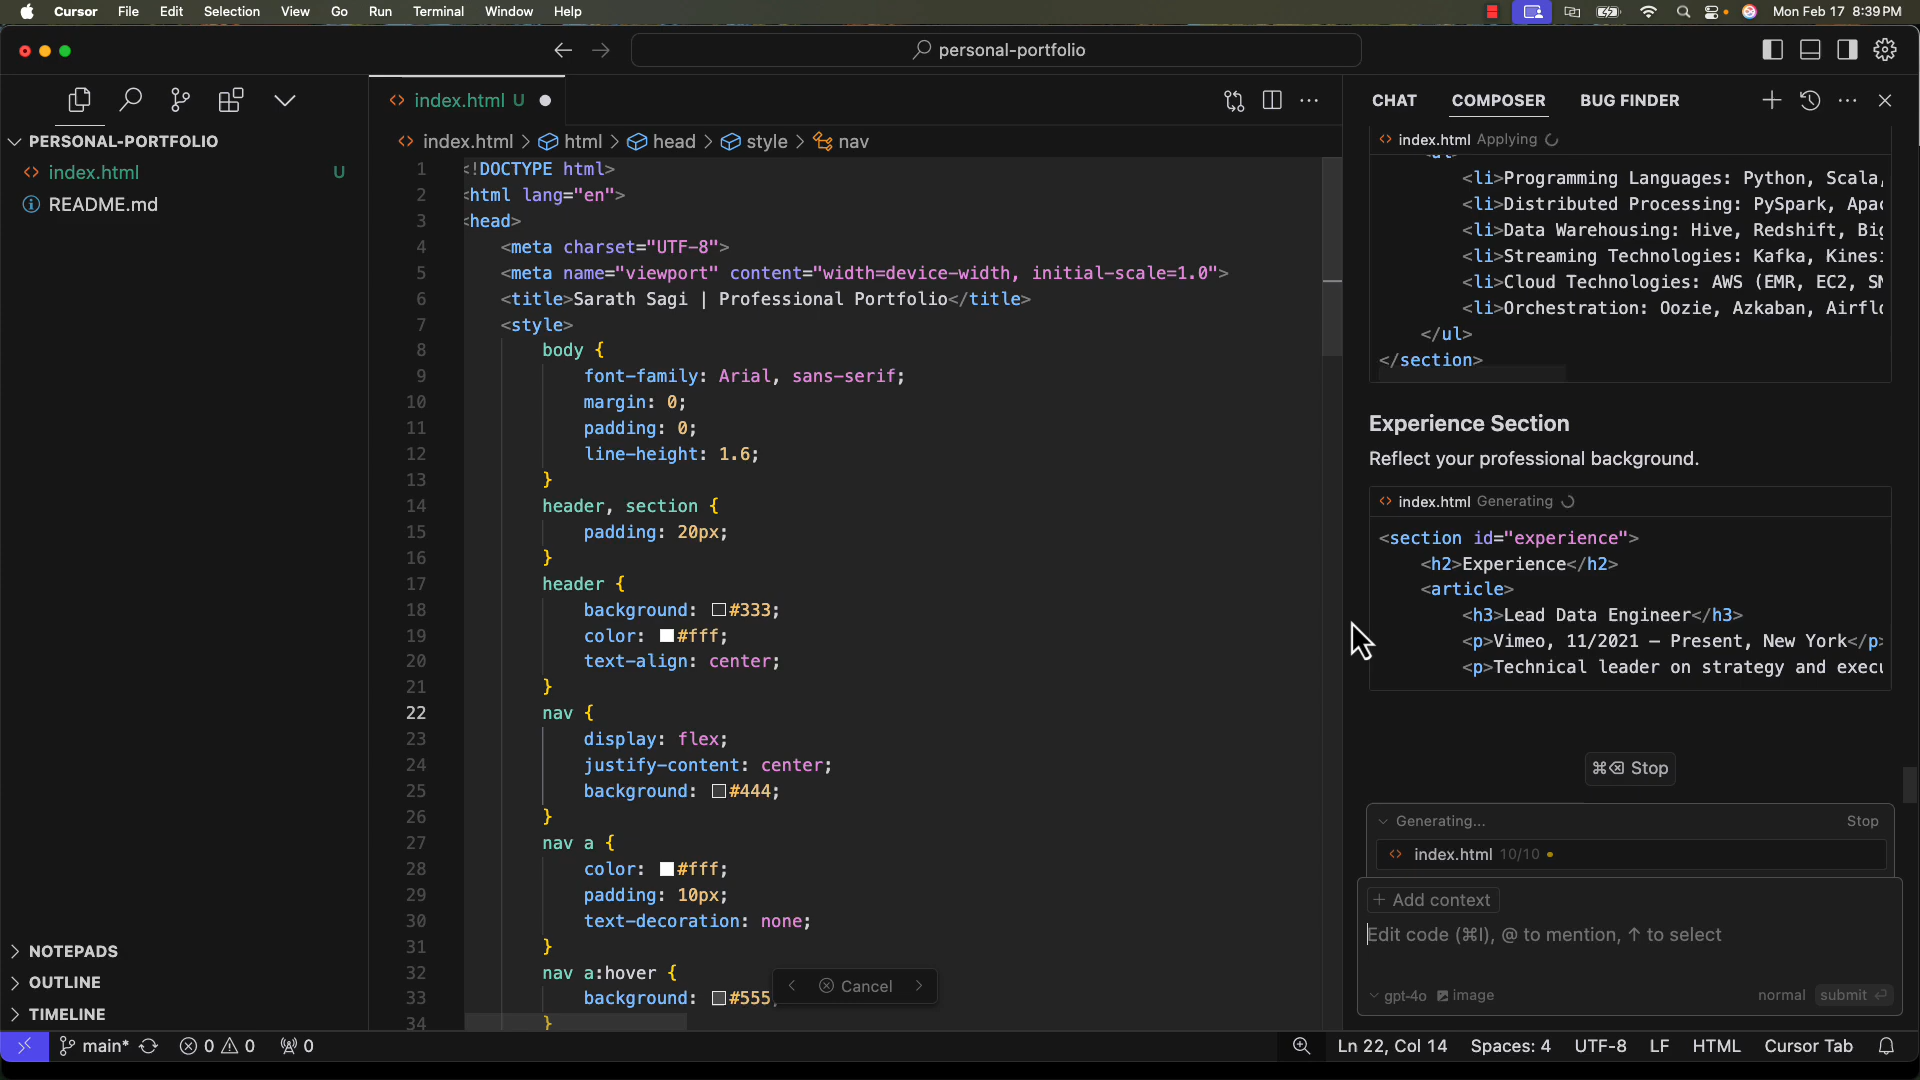 Cursor File Edit Selection View Go Run Terminal Window Help
Mon Feb 17 8:39 PM
personal-portfolio
PERSONAL-PORTFOLIO
index.html U
README.md
NOTEPADS
OUTLINE
TIMELINE
index.html U
index.html > html > head > style > nav
1 <!DOCTYPE html>
2 <html lang="en">
3 <head>
4 <meta charset="UTF-8">
5 <meta name="viewport" content="width=device-width, initial-scale=1.0">
6 <title>Sarath Sagi | Professional Portfolio</title>
7 <style>
8 body {
9 font-family: Arial, sans-serif;
10 margin: 0;
11 padding: 0;
12 line-height: 1.6;
13 }
14 header, section {
15 padding: 20px;
16 }
17 header {
18 background: #333;
19 color: #fff;
20 text-align: center;
21 }
22 nav {
23 display: flex;
24 justify-content: center;
25 background: #444;
26 }
27 nav a {
28 color: #fff;
29 padding: 10px;
30 text-decoration: none;
31 }
32 nav a:hover {
33 background: #555;
34 }
Cancel
CHAT COMPOSER BUG FINDER
index.html Applying
<li>Programming Languages: Python, Scala,
<li>Distributed Processing: PySpark,
<li>Data Warehousing: Hive, Redshift,
<li>Streaming Technologies: Kafka,
<li>Cloud Technologies: AWS (EMR, EC2,
<li>Orchestration: Oozie, Azkaban,
</ul>
</section>
Experience Section
Reflect your professional background.
index.html Generating
<section id="experience">
<h2>Experience</h2>
<article>
<h3>Lead Data Engineer</h3>
<p>Vimeo, 11/2021 – Present, New York</p>
<p>Technical leader on strategy and
⌘⌫ Stop
Generating... Stop
index.html 10/10
+ Add context
Edit code (⌘I), @ to mention, ↑ to select
gpt-4o image normal submit
main* 0 0 0
Ln 22, Col 14 Spaces: 4 UTF-8 LF HTML Cursor Tab